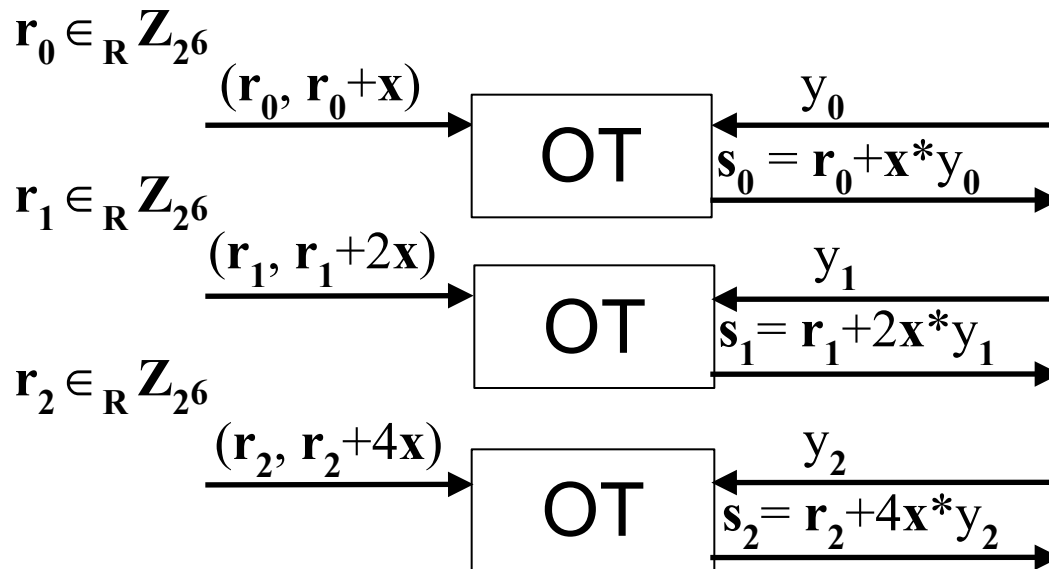 r₀ ∈ R Z₂6
(r₀, r₀+x)
OT
y₀
s₀ = r₀+x*y₀
r₁ ∈ R Z₂6
(r₁, r₁+2x)
OT
y₁
s₁= r₁+2x*y₁
r₂ ∈ R Z₂6
(r₂, r₂+4x)
OT
y₂
s₂= r₂+4x*y₂